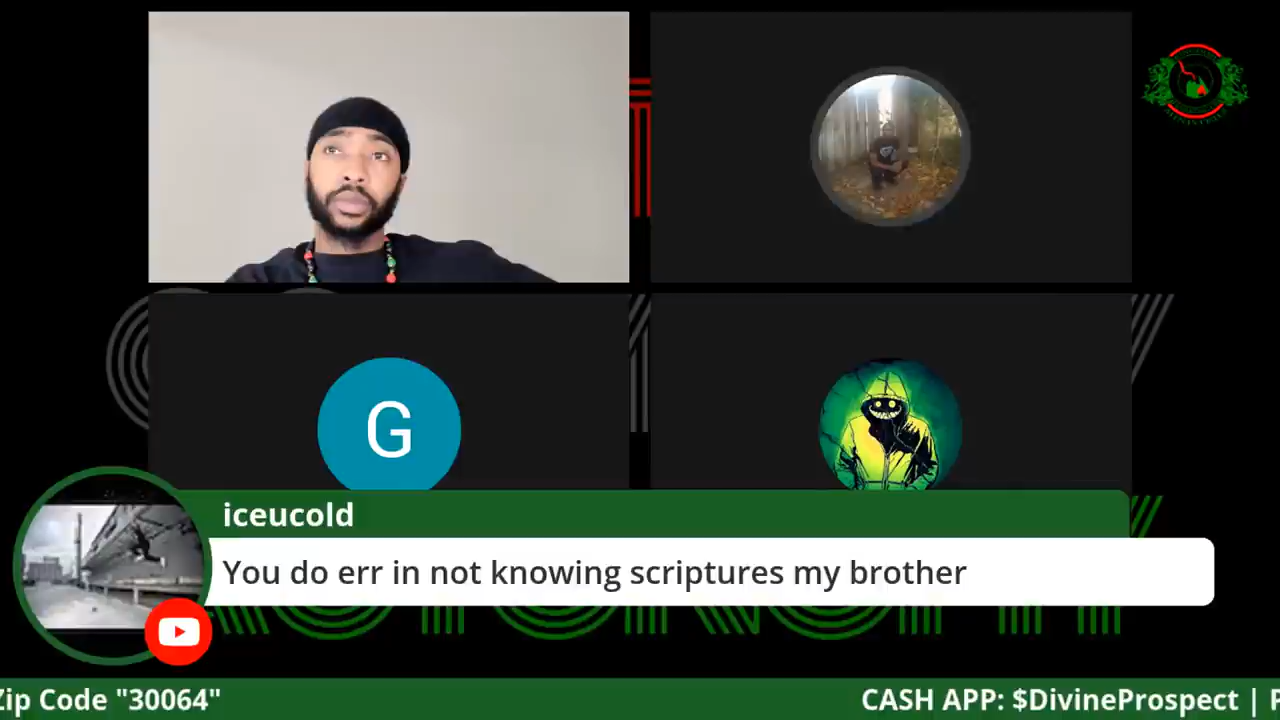 G
iceucold
You do err in not knowing scriptures my brother
Zip Code "30064"
CASH APP: $DivineProspect | P